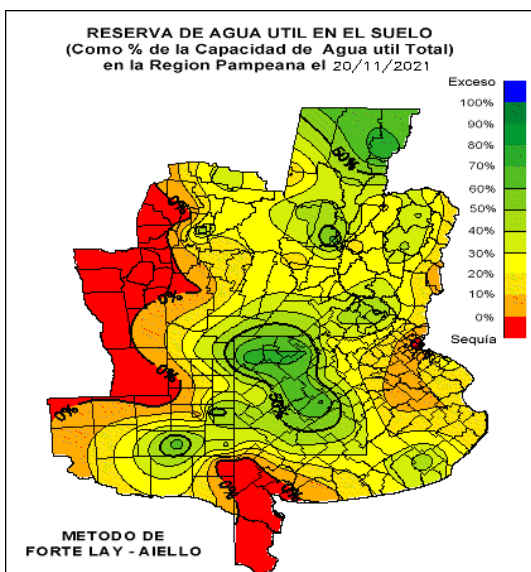 RESERVA DE AGUA UTIL EN EL SUELO
(Como % de la Capacidad de Agua util Total)
en la Region Pampeana el 20/11/2021
Exceso
100%
90%
80%
70%
60%
50%
40%
30%
20%
10%
0%
Sequía
50%
0%
0%
0%
50%
0%
0%
METODO DE
FORTE LAY - AIELLO